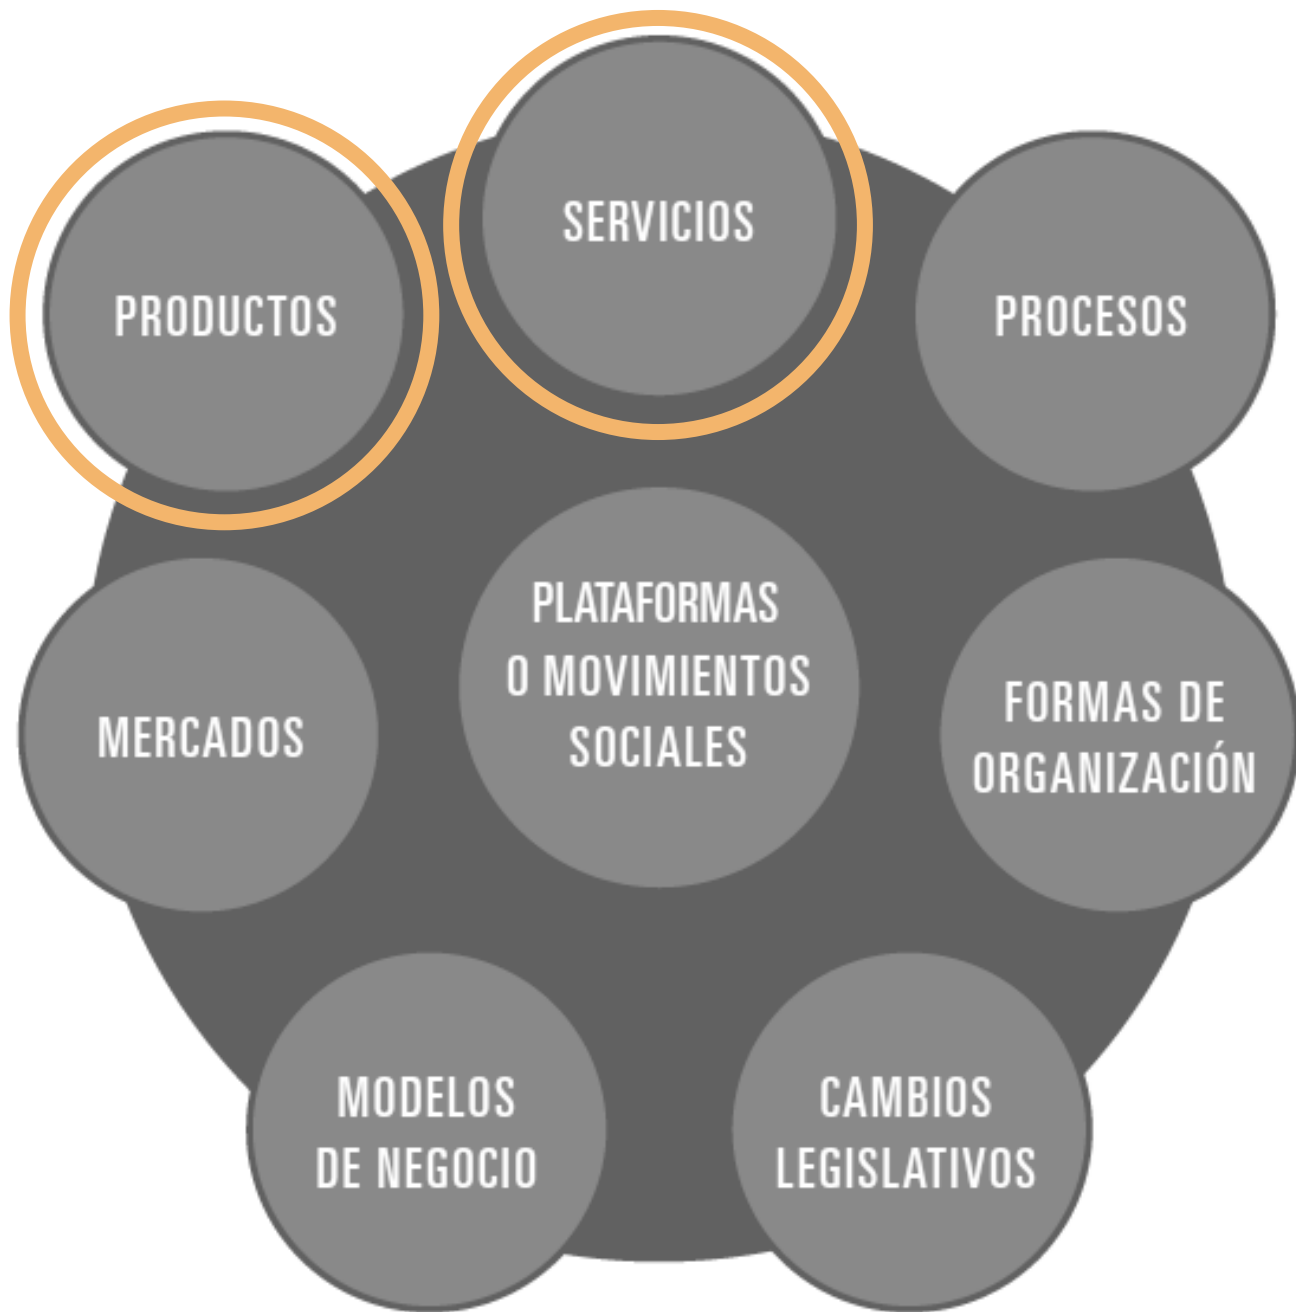 SERVICIOS
PRODUCTOS
PROCESOS
PLATAFORMAS
O MOVIMIENTOS
SOCIALES
MERCADOS
FORMAS DE
ORGANIZACIÓN
MODELOS
DE NEGOCIO
CAMBIOS
LEGISLATIVOS